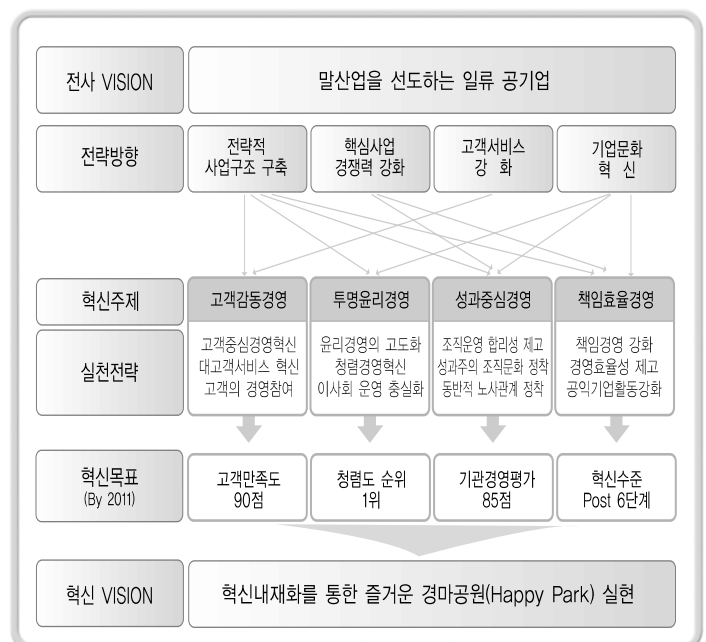 전사 VISION
말산업을 선도하는 일류 공기업
전략방향
전략적
사업구조 구축
핵심사업
경쟁력 강화
고객서비스
강 화
기업문화
혁 신
혁신주제
고객감동경영
투명윤리경영
성과중심경영
책임효율경영
실천전략
고객중심경영혁신
대고객서비스 혁신
고객의 경영참여
윤리경영의 고도화
청렴경영혁신
이사회 운영 충실화
조직운영 합리성 제고
성과주의 조직문화 정착
동반적 노사관계 정착
책임경영 강화
경영효율성 제고
공익기업활동강화
혁신목표
(By 2011)
고객만족도
90점
청렴도 순위
1위
기관경영평가
85점
혁신수준
Post 6단계
혁신 VISION
혁신내재화를 통한 즐거운 경마공원(Happy Park) 실현